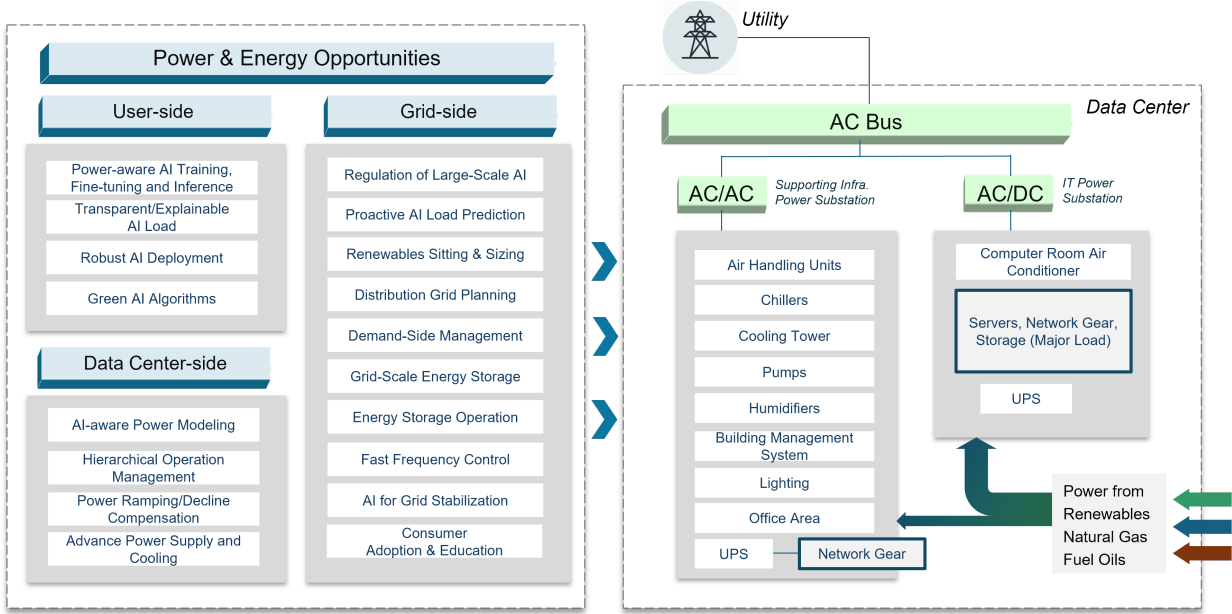 Power & Energy Opportunities
User-side
Power-aware AI Training,
Fine-tuning and Inference
Transparent/Explainable
AI Load
Robust AI Deployment
Green AI Algorithms
Data Center-side
AI-aware Power Modeling
Hierarchical Operation
Management
Power Ramping/Decline
Compensation
Advance Power Supply and
Cooling
Grid-side
Regulation of Large-Scale AI
Proactive AI Load Prediction
Renewables Sitting & Sizing
Distribution Grid Planning
Demand-Side Management
Grid-Scale Energy Storage
Energy Storage Operation
Fast Frequency Control
AI for Grid Stabilization
Consumer
Adoption & Education
Utility
Data Center
AC Bus
AC/AC
Supporting Infra.
Power Substation
Air Handling Units
Chillers
Cooling Tower
Pumps
Humidifiers
Building Management
System
Lighting
Office Area
UPS
Network Gear
AC/DC
IT Power
Substation
Computer Room Air
Conditioner
Servers, Network Gear,
Storage (Major Load)
UPS
Power from
Renewables
Natural Gas
Fuel Oils